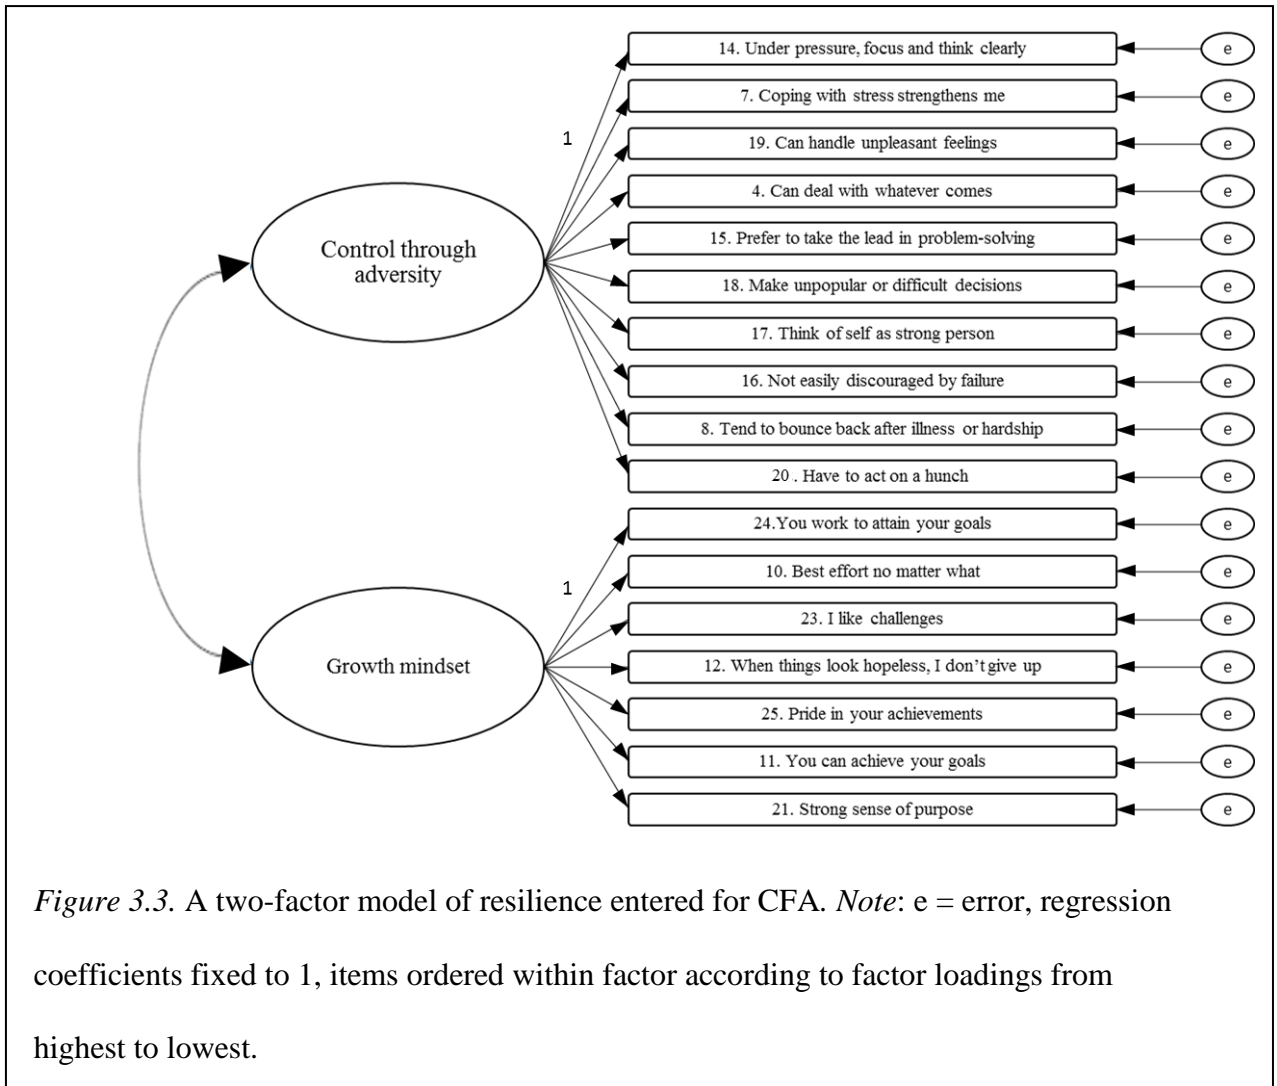 14. Under pressure, focus and think clearly e
7. Coping with stress strengthens me e
1
19. Can handle unpleasant feelings e
4. Can deal with whatever comes e
15. Prefer to take the lead in problem-solving e
Control through
adversity
18. Make unpopular or difficult decisions e
17. Think of self as strong person e
16. Not easily discouraged by failure e
8. Tend to bounce back after illness or hardship e
20 . Have to act on a hunch e
24.You work to attain your goals e
10. Best effort no matter what e
1
23. I like challenges e
Growth mindset
12. When things look hopeless, I don’t give up e
25. Pride in your achievements e
11. You can achieve your goals e
21. Strong sense of purpose e
Figure 3.3. A two-factor model of resilience entered for CFA. Note: e = error, regression
coefficients fixed to 1, items ordered within factor according to factor loadings from
highest to lowest.